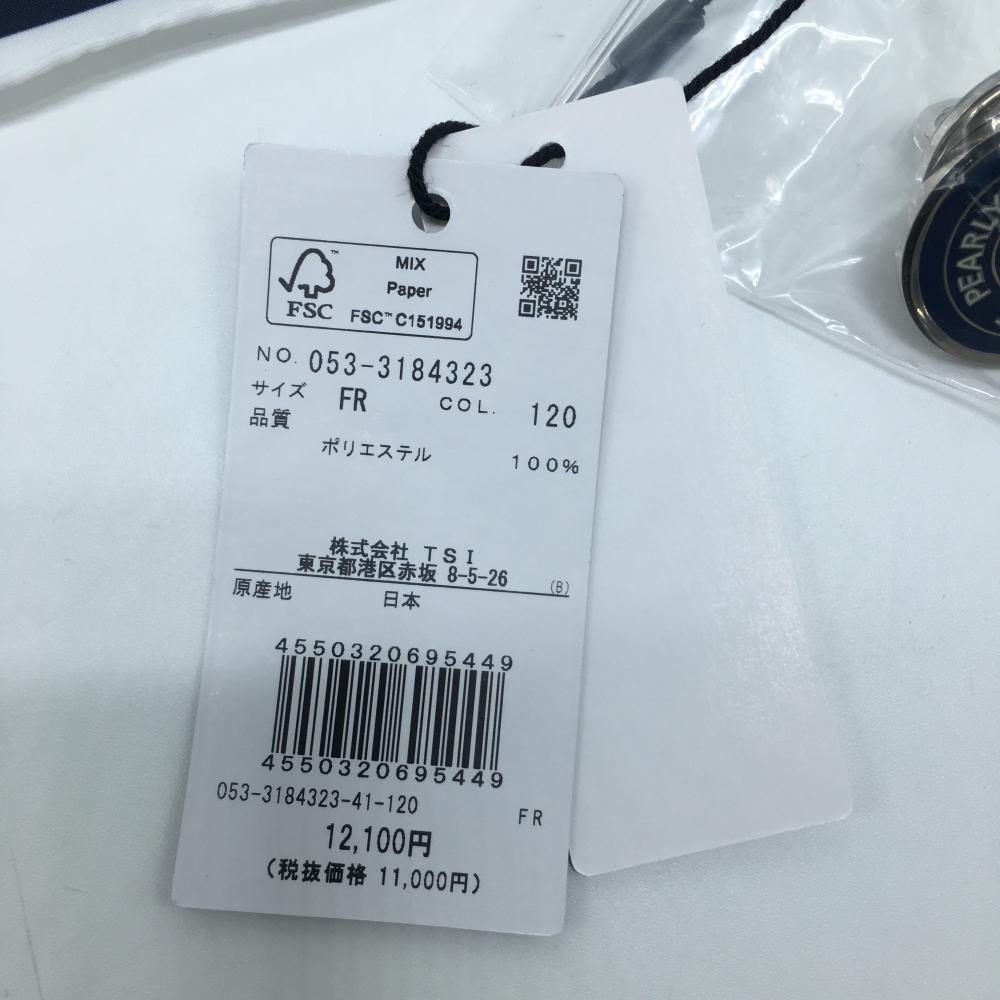 MIX
Paper
FSC™ C151994
FSC
NO. 053-3184323
サイズ FR COL. 120
品質
ポリエステル 100%
株式会社 TSI
東京都港区赤坂 8-5-26 (B)
原産地 日本
4550320695449
4550320695449
053-3184323-41-120 FR
12,100円
(税抜価格 11,000円)